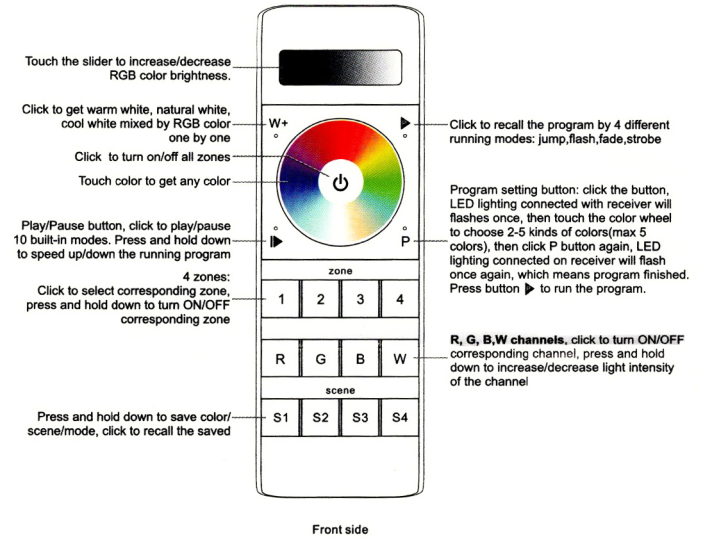 Touch the slider to increase/decrease
RGB color brightness.
Click to get warm white, natural white,
cool white mixed by RGB color
one by one
Click to turn on/off all zones
Touch color to get any color
Play/Pause button, click to play/pause
10 built-in modes. Press and hold down
to speed up/down the running program
4 zones:
Click to select corresponding zone,
press and hold down to turn ON/OFF
corresponding zone
Press and hold down to save color/
scene/mode, click to recall the saved
W+
P
zone
1 2 3 4
R G B W
scene
S1 S2 S3 S4
Click to recall the program by 4 different
running modes: jump,flash,fade,strobe
Program setting button: click the button,
LED lighting connected with receiver will
flashes once, then touch the color wheel
to choose 2-5 kinds of colors(max 5
colors), then click P button again, LED
lighting connected on receiver will flash
once again, which means program finished.
Press button to run the program.
R, G, B,W channels, click to turn ON/OFF
corresponding channel, press and hold
down to increase/decrease light intensity
of the channel
Front side